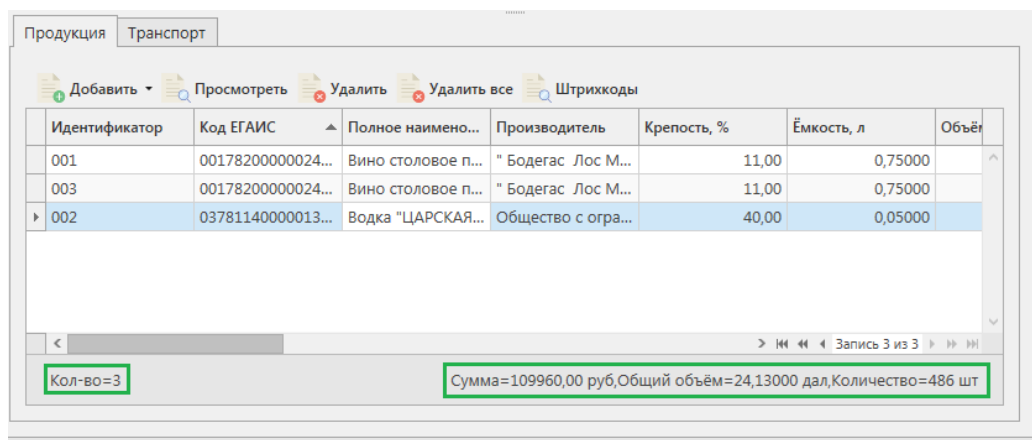 Продукция Транспорт
Добавить Просмотреть Удалить Удалить все Штрихкоды
Идентификатор Код ЕГАИС Полное наимено... Производитель Крепость, % Ёмкость, л Объём
001 00178200000024... Вино столовое п... " Бодегас Лос М... 11,00 0,75000
003 00178200000024... Вино столовое п... " Бодегас Лос М... 11,00 0,75000
002 03781140000013... Водка "ЦАРСКАЯ... Общество с огра... 40,00 0,05000
Запись 3 из 3
Кол-во=3 Сумма=109960,00 руб,Общий объём=24,13000 дал,Количество=486 шт